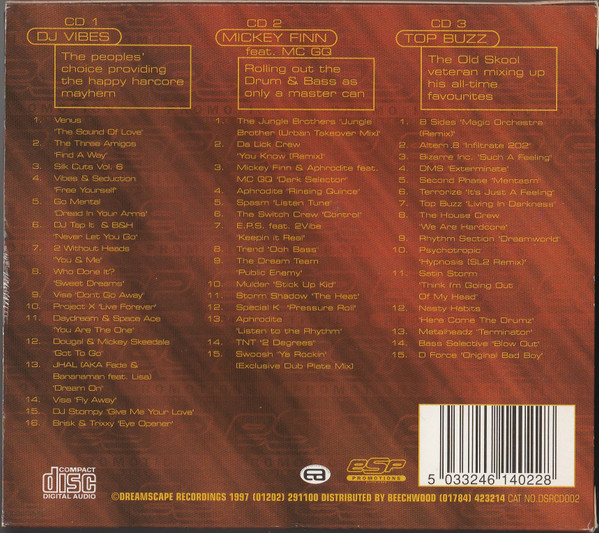 CD 1
DJ VIBES
The peoples'
choice providing
the happy harcore
mayhem
1. Venus
'The Sound Of Love'
2. The Three Amigos
'Find A Way'
3. Silk Cuts Vol. 6
4. Vibes & Seduction
'Free Yourself'
5. Go Mental
'Dread In Your Arms'
6. DJ Tap It & B&H
'Never Let You Go'
7. 2 Without Heads
'You & Me'
8. Who Done It?
'Sweet Dreams'
9. Visa 'Dont Go Away'
10. Project X 'Live Forever'
11. Daydream & Space Ace
'You Are The One'
12. Dougal & Mickey Skeedale
'Got To Go'
13. JHAL (AKA Fade &
Bananaman feat. Lisa)
'Dream On'
14. Visa 'Fly Away'
15. DJ Stompy 'Give Me Your Love'
16. Brisk & Trixxy 'Eye Opener'
CD 2
MICKEY FINN
feat. MC GQ
Rolling out the
Drum & Bass as
only a master can
1. The Jungle Brothers 'Jungle
Brother (Urban Takeover Mix)'
2. Da Lick Crew
'You Know (Remix)'
3. Mickey Finn & Aphrodite feat.
MC GQ 'Dark Selector'
4. Aphrodite 'Rinsing Quince'
5. Spasm 'Listen Tune'
6. The Switch Crew 'Control'
7. E.P.S. feat. 2Vibe
'Keepin it Real'
8. Trend 'Ooh Bass'
9. The Dream Team
'Public Enemy'
10. Mulder 'Stick Up Kid'
11. Storm Shadow 'The Heat'
12. Special K 'Pressure Roll'
13. Aphrodite
'Listen to the Rhythm'
14. TNT '2 Degrees'
15. Swoosh 'Ya Rockin'
(Exclusive Dub Plate Mix)
CD 3
TOP BUZZ
The Old Skool
veteran mixing up
his all-time
favourites
1. B Sides 'Magic Orchestra
(Remix)'
2. Altern.8 'Infiltrate 202'
3. Bizarre Inc. 'Such A Feeling'
4. DMS 'Exterminate'
5. Second Phase 'Mentasm'
6. Terrorize 'It's Just A Feeling'
7. Top Buzz 'Living In Darkness'
8. The House Crew
'We Are Hardcore'
9. Rhythm Section 'Dreamworld'
10. Psychotropic
'Hypnosis (SL2 Remix)'
11. Satin Storm
'Think I'm Going Out
Of My Head'
12. Nasty Habits
'Here Come The Drumz'
13. Metalheadz 'Terminator'
14. Bass Selective 'Blow Out'
15. D Force 'Original Bad Boy'
COMPACT
disc
DIGITAL AUDIO
esp
PROMOTIONS
5 033246 140228
©DREAMSCAPE RECORDINGS 1997 (01202) 291100 DISTRIBUTED BY BEECHWOOD (01784) 423214 CAT NO.DSRCD002